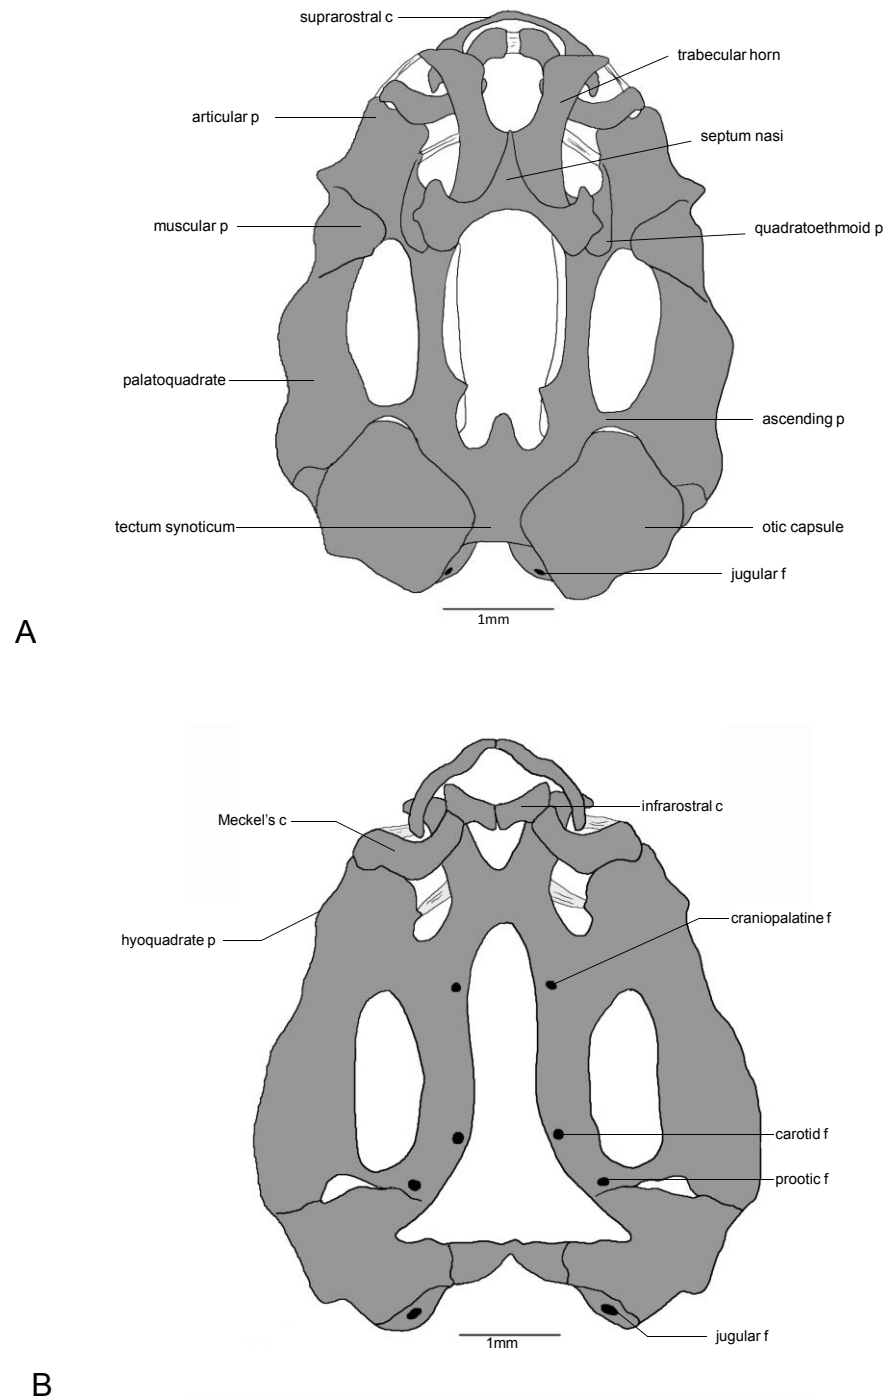 suprarostral c
trabecular horn
articular p
septum nasi
muscular p
quadratoethmoid p
palatoquadrate
ascending p
tectum synoticum
otic capsule
jugular f
1mm
A
infrarostral c
Meckel's c
craniopalatine f
hyoquadrate p
carotid f
prootic f
jugular f
1mm
B